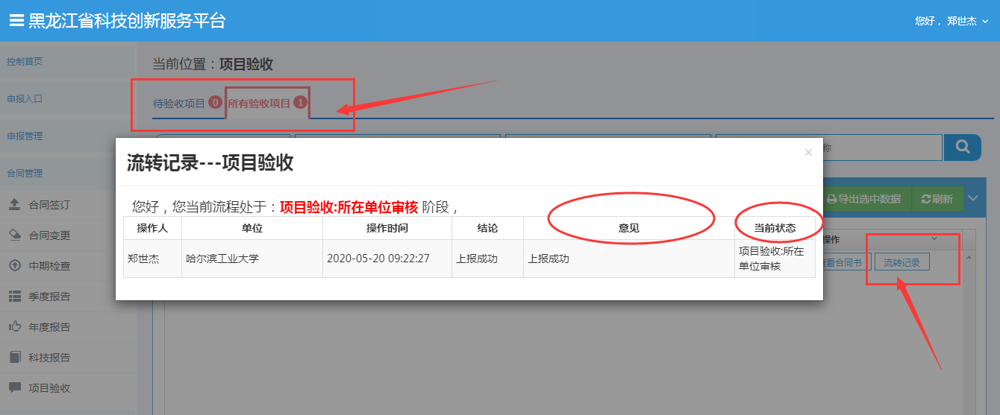 黑龙江省科技创新服务平台
您好， 郑世杰
控制首页
申报入口
申报管理
合同管理
合同签订
合同变更
中期检查
季度报告
年度报告
科技报告
项目验收
当前位置：项目验收
待验收项目 0 所有验收项目 1
称
导出选中数据 刷新
操作
看合同书 流转记录
流转记录---项目验收 ×
您好，您当前流程处于：项目验收:所在单位审核 阶段，
操作人 单位 操作时间 结论 意见 当前状态
郑世杰 哈尔滨工业大学 2020-05-20 09:22:27 上报成功 上报成功 项目验收:所在
单位审核